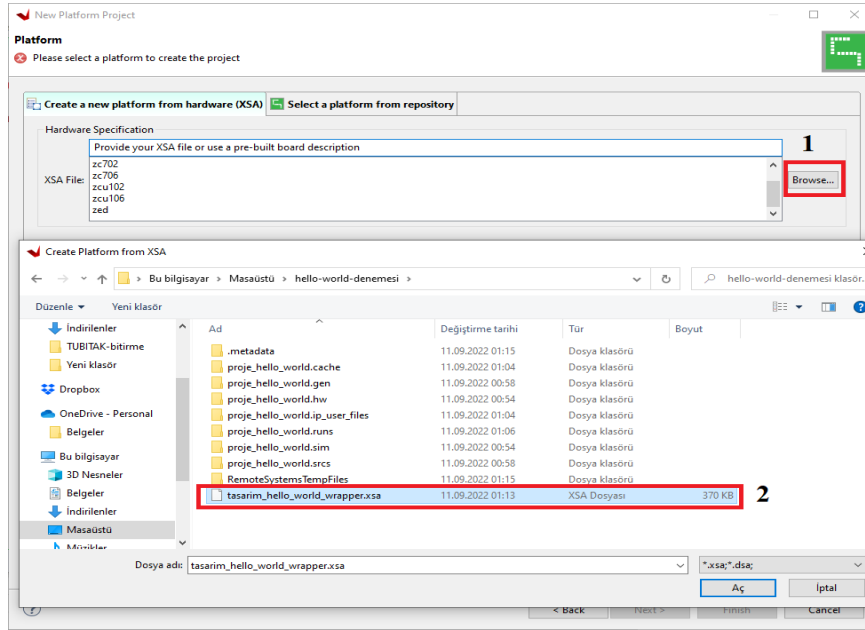 New Platform Project
Platform
Please select a platform to create the project
Create a new platform from hardware (XSA) Select a platform from repository
Hardware Specification
1
Provide your XSA file or use a pre-built board description
XSA File:
zc702
zc706
zcu102
zcu106
zed
Browse...
Create Platform from XSA
Bu bilgisayar > Masaüstü > hello-world-denemesi >
hello-world-denemesi klasör..
Düzenle Yeni klasör
İndirilenler
TUBITAK-bitirme
Yeni klasör
Dropbox
OneDrive - Personal
Belgeler
Bu bilgisayar
3D Nesneler
Belgeler
İndirilenler
Masaüstü
Müzikler
Ad Değiştirme tarihi Tür Boyut
.metadata 11.09.2022 01:15 Dosya klasörü
proje_hello_world.cache 11.09.2022 01:04 Dosya klasörü
proje_hello_world.gen 11.09.2022 00:58 Dosya klasörü
proje_hello_world.hw 11.09.2022 00:54 Dosya klasörü
proje_hello_world.ip_user_files 11.09.2022 01:04 Dosya klasörü
proje_hello_world.runs 11.09.2022 01:06 Dosya klasörü
proje_hello_world.sim 11.09.2022 00:54 Dosya klasörü
proje_hello_world.srcs 11.09.2022 00:58 Dosya klasörü
RemoteSystemsTempFiles 11.09.2022 01:15 Dosya klasörü
tasarim_hello_world_wrapper.xsa 11.09.2022 01:13 XSA Dosyası 370 KB
2
Dosya adı: tasarim_hello_world_wrapper.xsa *.xsa;*.dsa;
Aç İptal
< Back Next > Finish Cancel